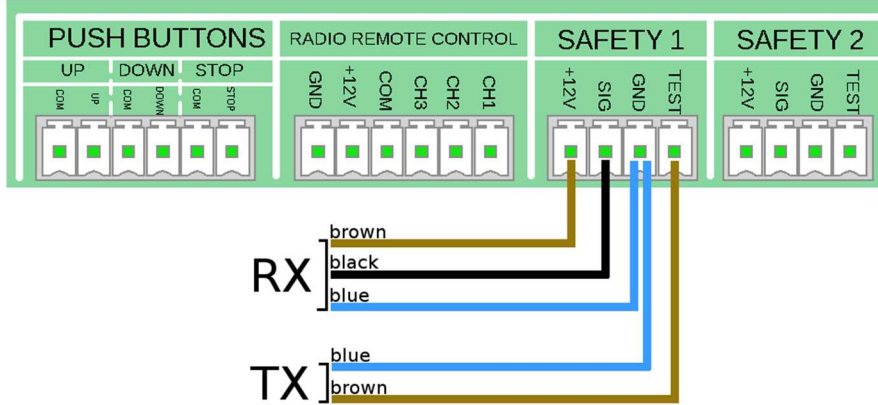 PUSH BUTTONS
UP DOWN STOP
COM UP COM DOWN COM STOP
RADIO REMOTE CONTROL
GND +12V COM CH3 CH2 CH1
SAFETY 1
+12V SIG GND TEST
SAFETY 2
+12V SIG GND TEST
RX
brown
black
blue
TX
blue
brown